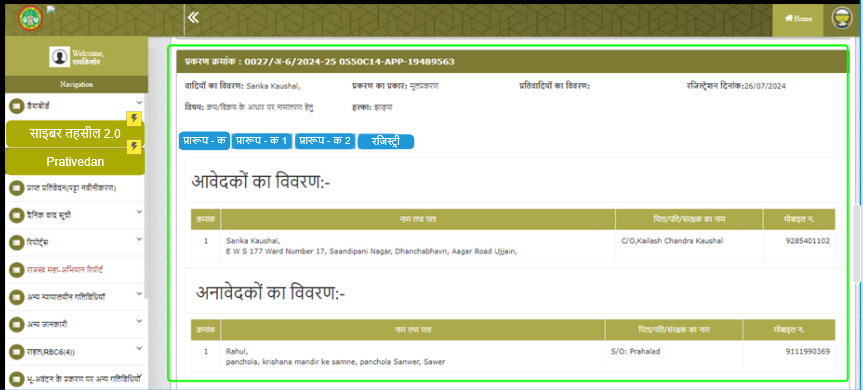 Home
Welcome,
रामकिशोर
Navigation
डैशबोर्ड
साइबर तहसील 2.0
Prativedan
प्राप्त प्रतिवेदन(पट्टा नवीनीकरण)
दैनिक वाद सूची
रिपोर्ट्स
राजस्व महा-अभियान रिपोर्ट
अन्य न्यायालयीन गतिविधियाँ
अन्य जानकारी
राहत(RBC6(4))
भू-अवंटन के प्रकरण पर अन्य गतिविधियाँ
प्रकरण क्रमांक : 0027/अ-6/2024-25 0550C14-APP-19489563
वादियों का विवरण: Sarika Kaushal, प्रकरण का प्रकार: मूलप्रकरण प्रतिवादियों का विवरण: रजिस्ट्रेशन दिनांक:26/07/2024
विषय: क्रय/विक्रय के आधार पर नामांतरण हेतु हल्का: झाड़पा
प्रारूप - क प्रारूप - क 1 प्रारूप - क 2 रजिस्ट्री
आवेदकों का विवरण:-
क्रमांक नाम तथा पता पिता/पति/संरक्षक का नाम मोबाइल न.
1 Sarika Kaushal, C/O,Kailash Chandra Kaushal 9285401102
E W S 177 Ward Number 17, Saandipani Nagar, Dhanchabhavn, Aagar Road Ujjain,
अनावेदकों का विवरण:-
क्रमांक नाम तथा पता पिता/पति/संरक्षक का नाम मोबाइल न.
1 Rahul, S/O: Prahalad 9111990369
panchola, krishana mandir ke samne, panchola Sanwer, Sawer